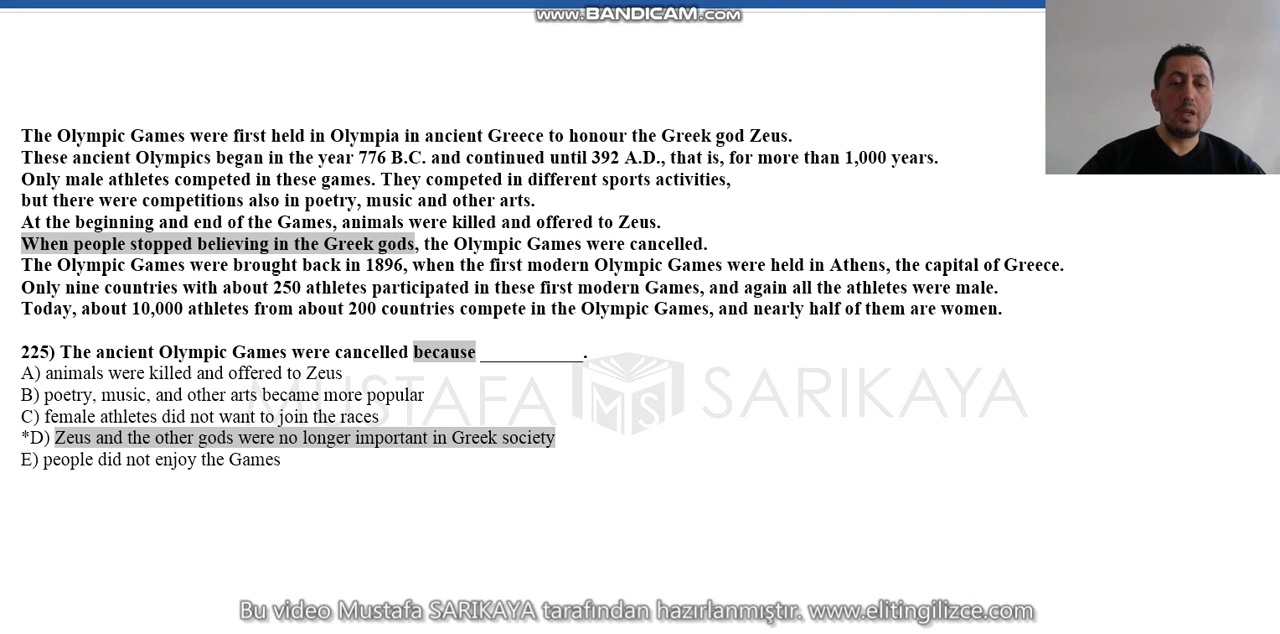 www.BANDICAM.com
The Olympic Games were first held in Olympia in ancient Greece to honour the Greek god Zeus.
These ancient Olympics began in the year 776 B.C. and continued until 392 A.D., that is, for more than 1,000 years.
Only male athletes competed in these games. They competed in different sports activities,
but there were competitions also in poetry, music and other arts.
At the beginning and end of the Games, animals were killed and offered to Zeus.
When people stopped believing in the Greek gods, the Olympic Games were cancelled.
The Olympic Games were brought back in 1896, when the first modern Olympic Games were held in Athens, the capital of Greece.
Only nine countries with about 250 athletes participated in these first modern Games, and again all the athletes were male.
Today, about 10,000 athletes from about 200 countries compete in the Olympic Games, and nearly half of them are women.
225) The ancient Olympic Games were cancelled because ___________.
A) animals were killed and offered to Zeus
B) poetry, music, and other arts became more popular
C) female athletes did not want to join the races
*D) Zeus and the other gods were no longer important in Greek society
E) people did not enjoy the Games
MUSTAFA MS SARIKAYA
Bu video Mustafa SARIKAYA tarafından hazırlanmıştır. www.elitingilizce.com